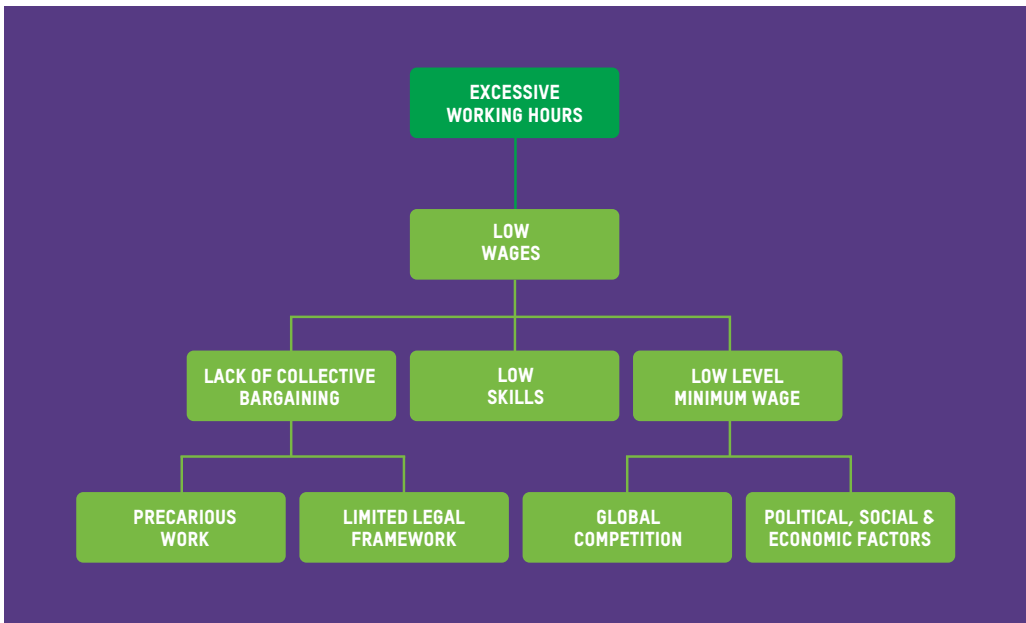 EXCESSIVE
WORKING HOURS
LOW
WAGES
LACK OF COLLECTIVE
BARGAINING
LOW
SKILLS
LOW LEVEL
MINIMUM WAGE
PRECARIOUS
WORK
LIMITED LEGAL
FRAMEWORK
GLOBAL
COMPETITION
POLITICAL, SOCIAL &
ECONOMIC FACTORS